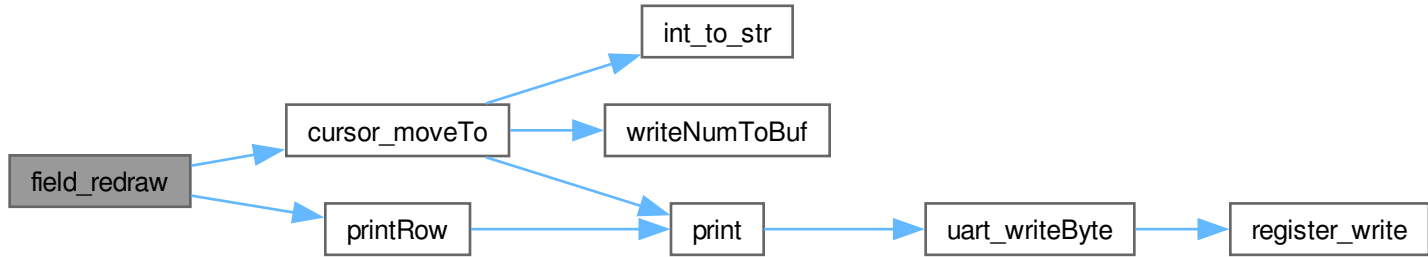 int_to_str
cursor_moveTo
writeNumToBuf
field_redraw
printRow
print
uart_writeByte
register_write